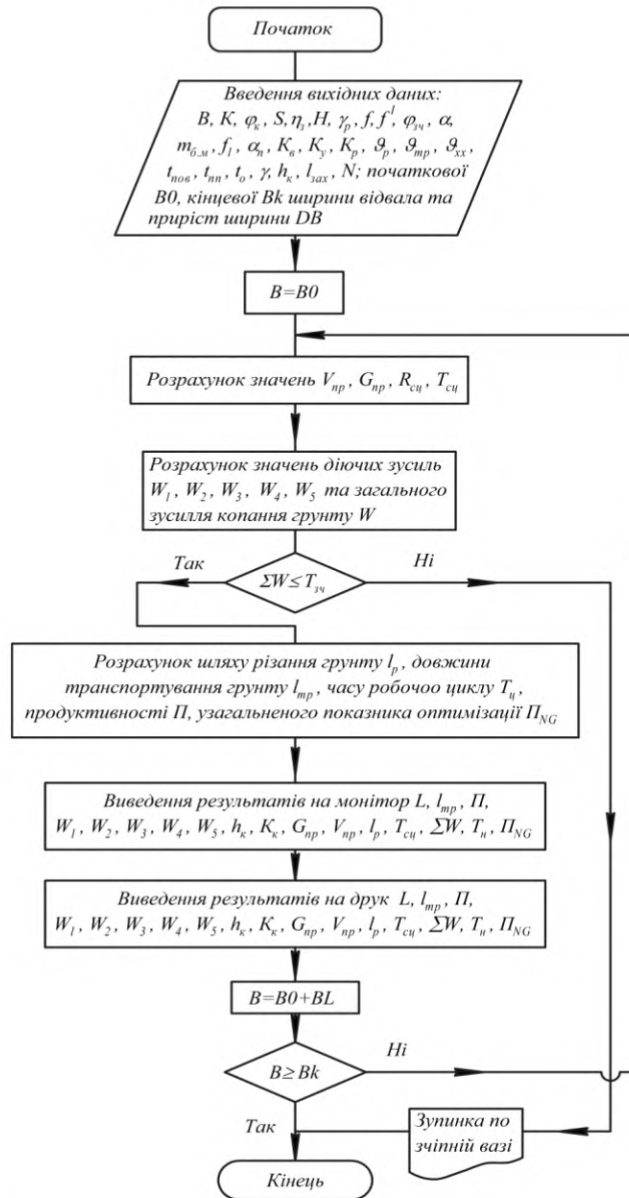 Початок
Введення вихідних даних:
B, K, φк, S, ηз, H, γр, f, f¹, φзч, α,
mб.м, f₁, αп, Kв, Kу, Kр, ϑр, ϑтр, ϑхх,
tпов, tпп, tо, γ, hк, lзах, N; початкової
B0, кінцевої Bk ширини відвала та
приріст ширини DB
B=B0
Розрахунок значень Vпр, Gпр, Rсц, Tсц
Розрахунок значень діючих зусиль
W₁, W₂, W₃, W₄, W₅ та загального
зусилля копання грунту W
Так
Ні
ΣW ≤ Tзч
Розрахунок шляху різання грунту lр, довжини
транспортування грунту lтр, часу робочоо циклу Tц,
продуктивності П, узагальненого показника оптимізації ПNG
Виведення результатів на монітор L, lтр, П,
W₁, W₂, W₃, W₄, W₅, hк, Kк, Gпр, Vпр, lр, Tсц, ΣW, Tн, ПNG
Виведення результатів на друк L, lтр, П,
W₁, W₂, W₃, W₄, W₅, hк, Kк, Gпр, Vпр, lр, Tсц, ΣW, Tн, ПNG
B=B0+BL
Ні
B ≥ Bk
Так
Зупинка по
зчіпній вазі
Кінець